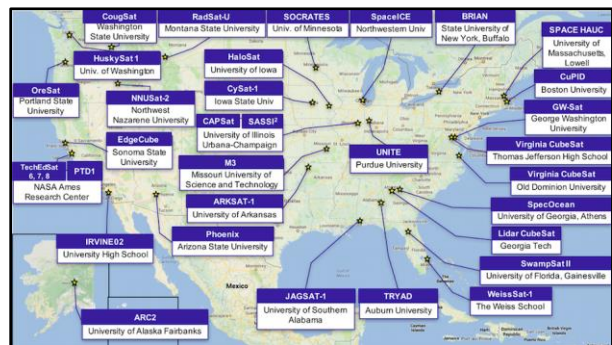 CougSat
Washington
State University
RadSat-U
Montana State University
SOCRATES
Univ. of Minnesota
SpaceICE
Northwestern Univ
BRIAN
State University of
New York, Buffalo
SPACE HAUC
University of
Massachusetts,
Lowell
HuskySat 1
Univ. of Washington
HaloSat
University of Iowa
CuPID
Boston University
OreSat
Portland State
University
NNUSat-2
Northwest
Nazarene University
CySat-1
Iowa State Univ
GW-Sat
George Washington
University
CAPSat SASSI²
University of Illinois
Urbana-Champaign
EdgeCube
Sonoma State
University
Virginia CubeSat
Thomas Jefferson High School
TechEdSat
6, 7, 8
PTD1
NASA Ames
Research Center
M3
Missouri University of
Science and Technology
UNITE
Purdue University
Virginia CubeSat
Old Dominion University
ARKSAT-1
University of Arkansas
SpecOcean
University of Georgia, Athens
Phoenix
Arizona State University
Lidar CubeSat
Georgia Tech
IRVINE02
University High School
SwampSat II
University of Florida, Gainesville
Mexico
JAGSAT-1
University of Southern
Alabama
TRYAD
Auburn University
WeissSat-1
The Weiss School
ARC2
University of Alaska Fairbanks